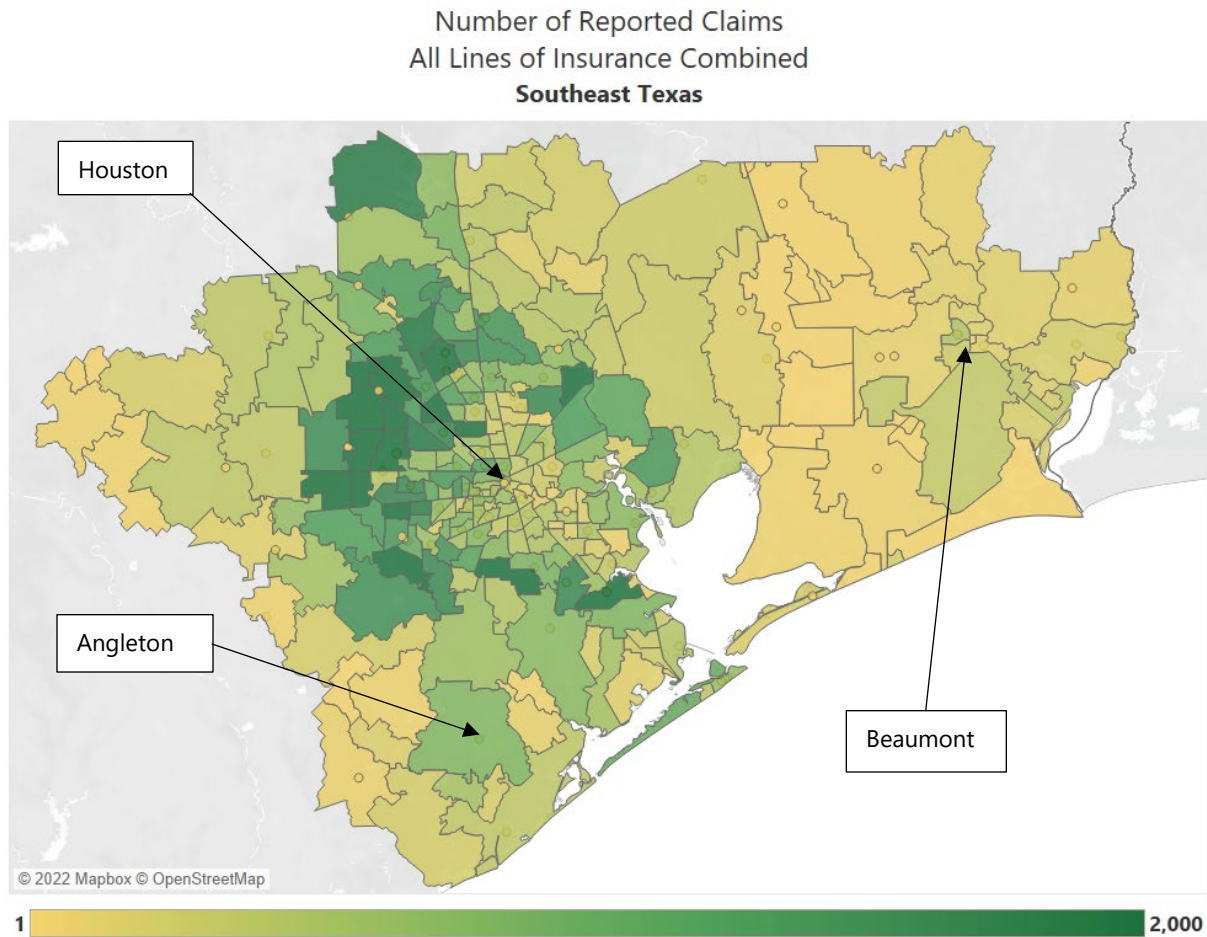 Number of Reported Claims
All Lines of Insurance Combined
Southeast Texas
Houston
Angleton
Beaumont
© 2022 Mapbox © OpenStreetMap
1
2,000